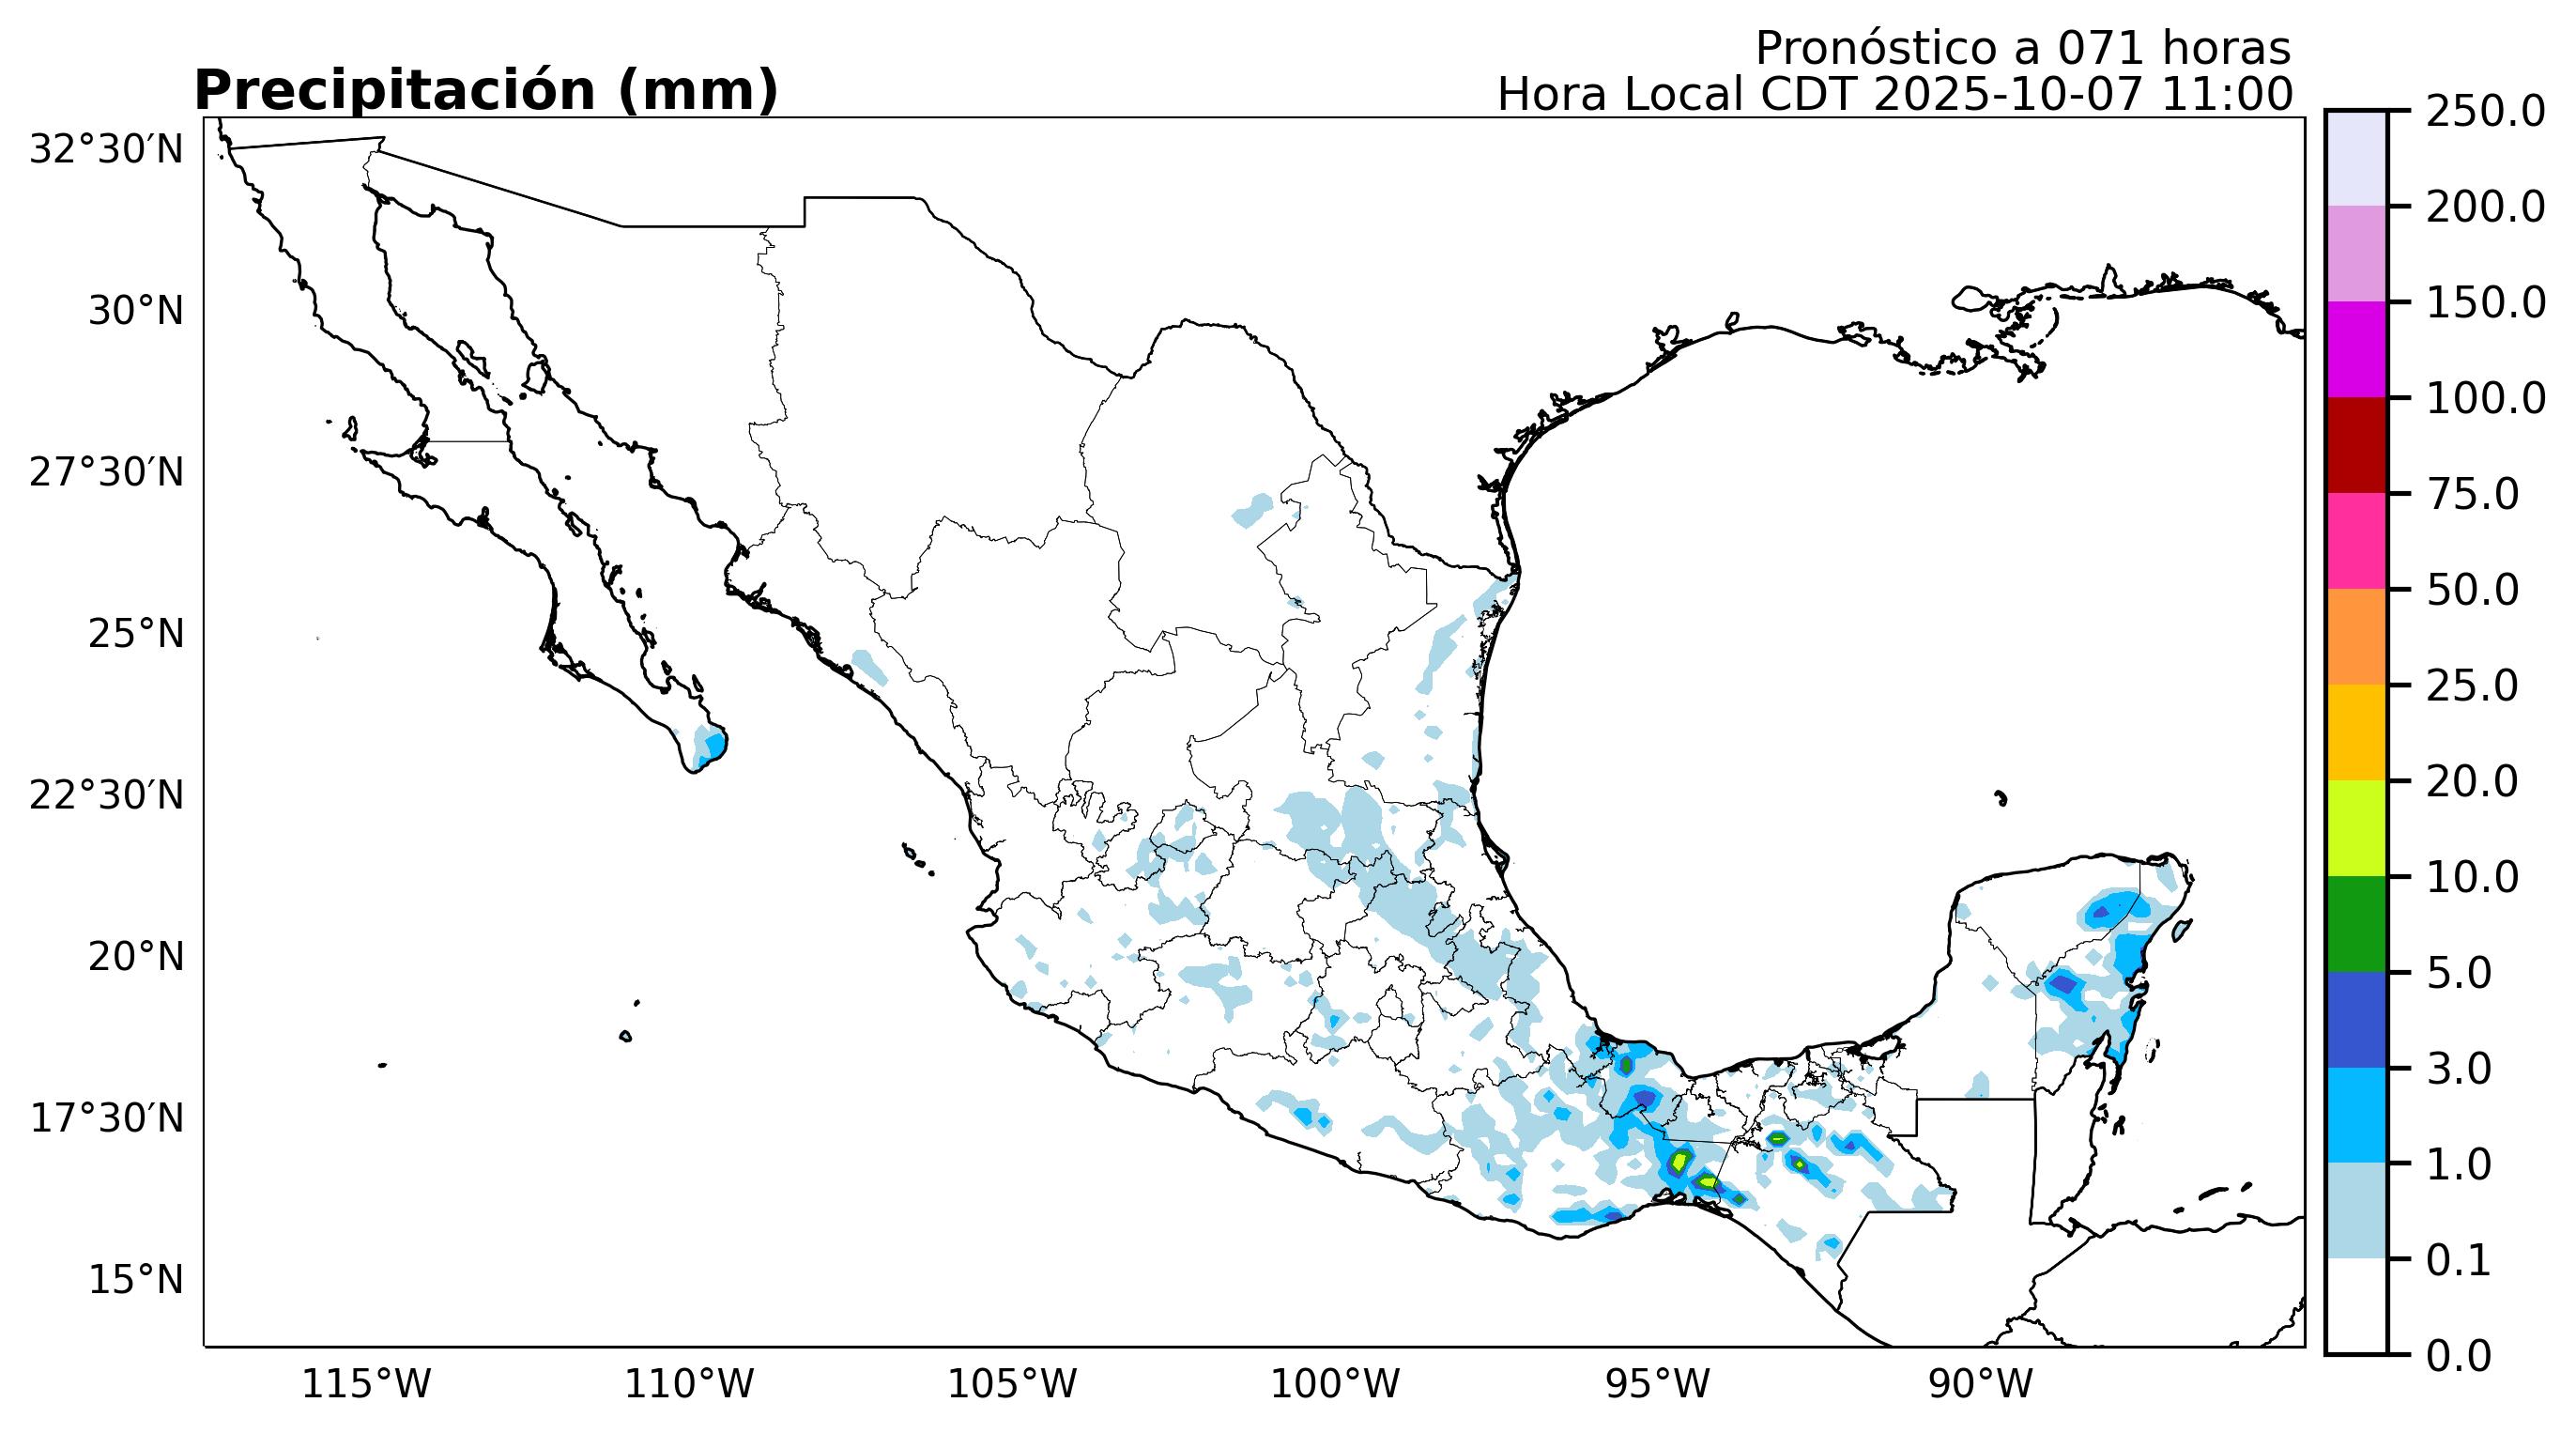 Pronóstico a 071 horas
Precipitación (mm)
Hora Local CDT 2025-10-07 11:00
32°30′N
30°N
27°30′N
25°N
22°30′N
20°N
17°30′N
15°N
115°W
110°W
105°W
100°W
95°W
90°W
250.0
200.0
150.0
100.0
75.0
50.0
25.0
20.0
10.0
5.0
3.0
1.0
0.1
0.0